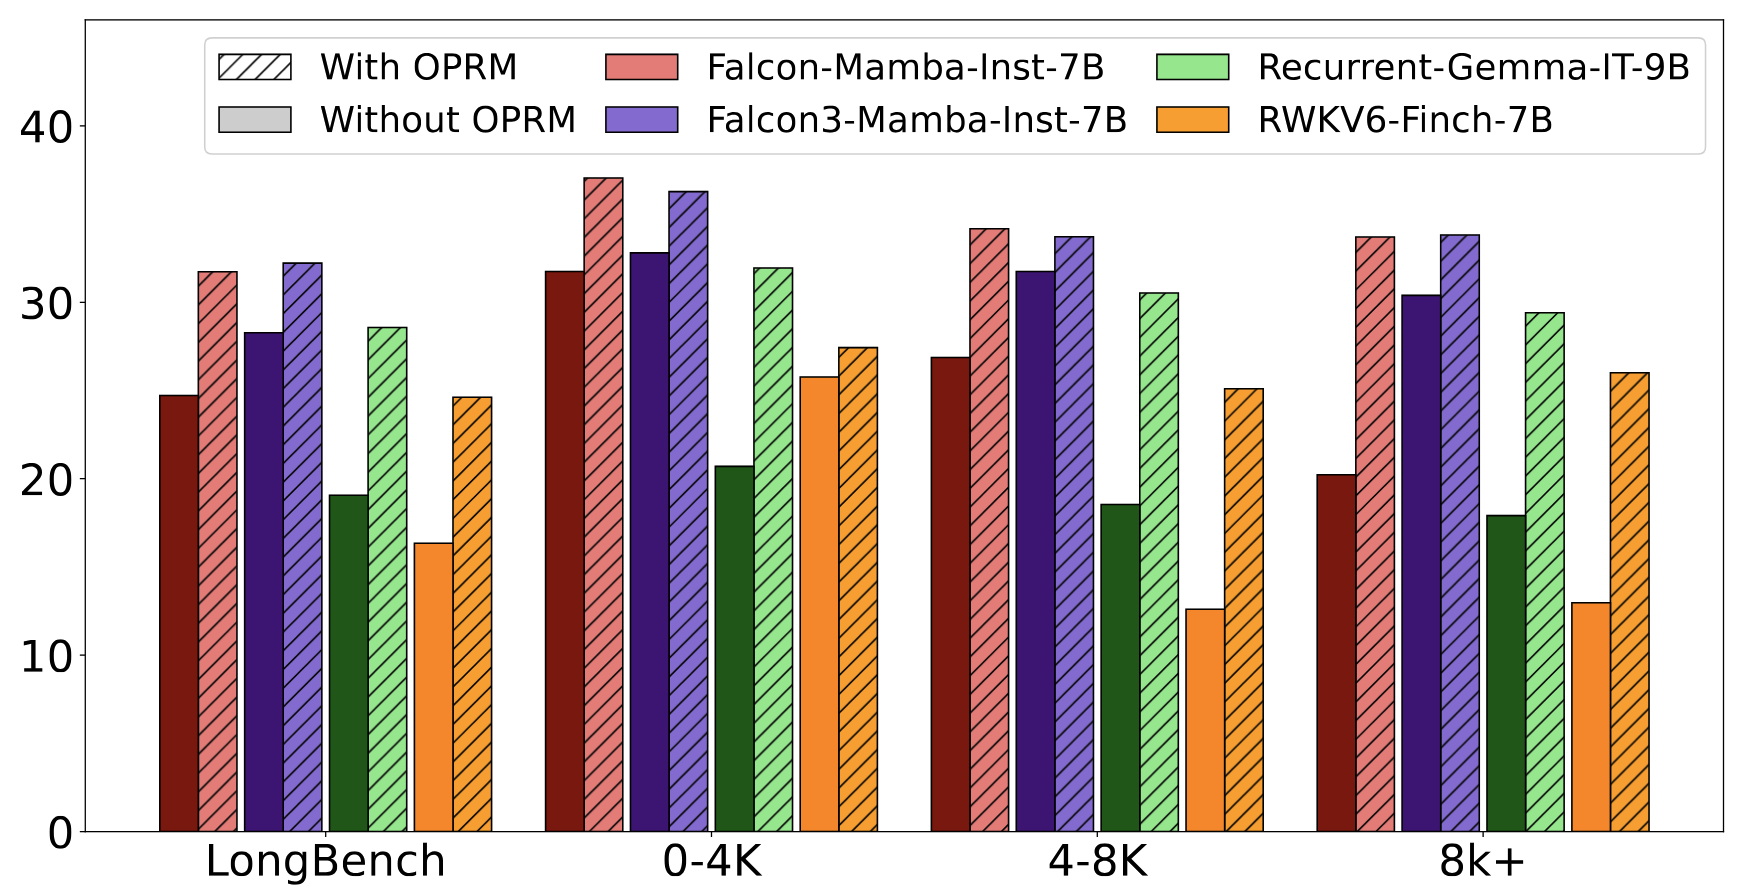 With OPRM
Falcon-Mamba-Inst-7B
Recurrent-Gemma-IT-9B
Without OPRM
Falcon3-Mamba-Inst-7B
RWKV6-Finch-7B
40
30
20
10
0
LongBench
0-4K
4-8K
8k+